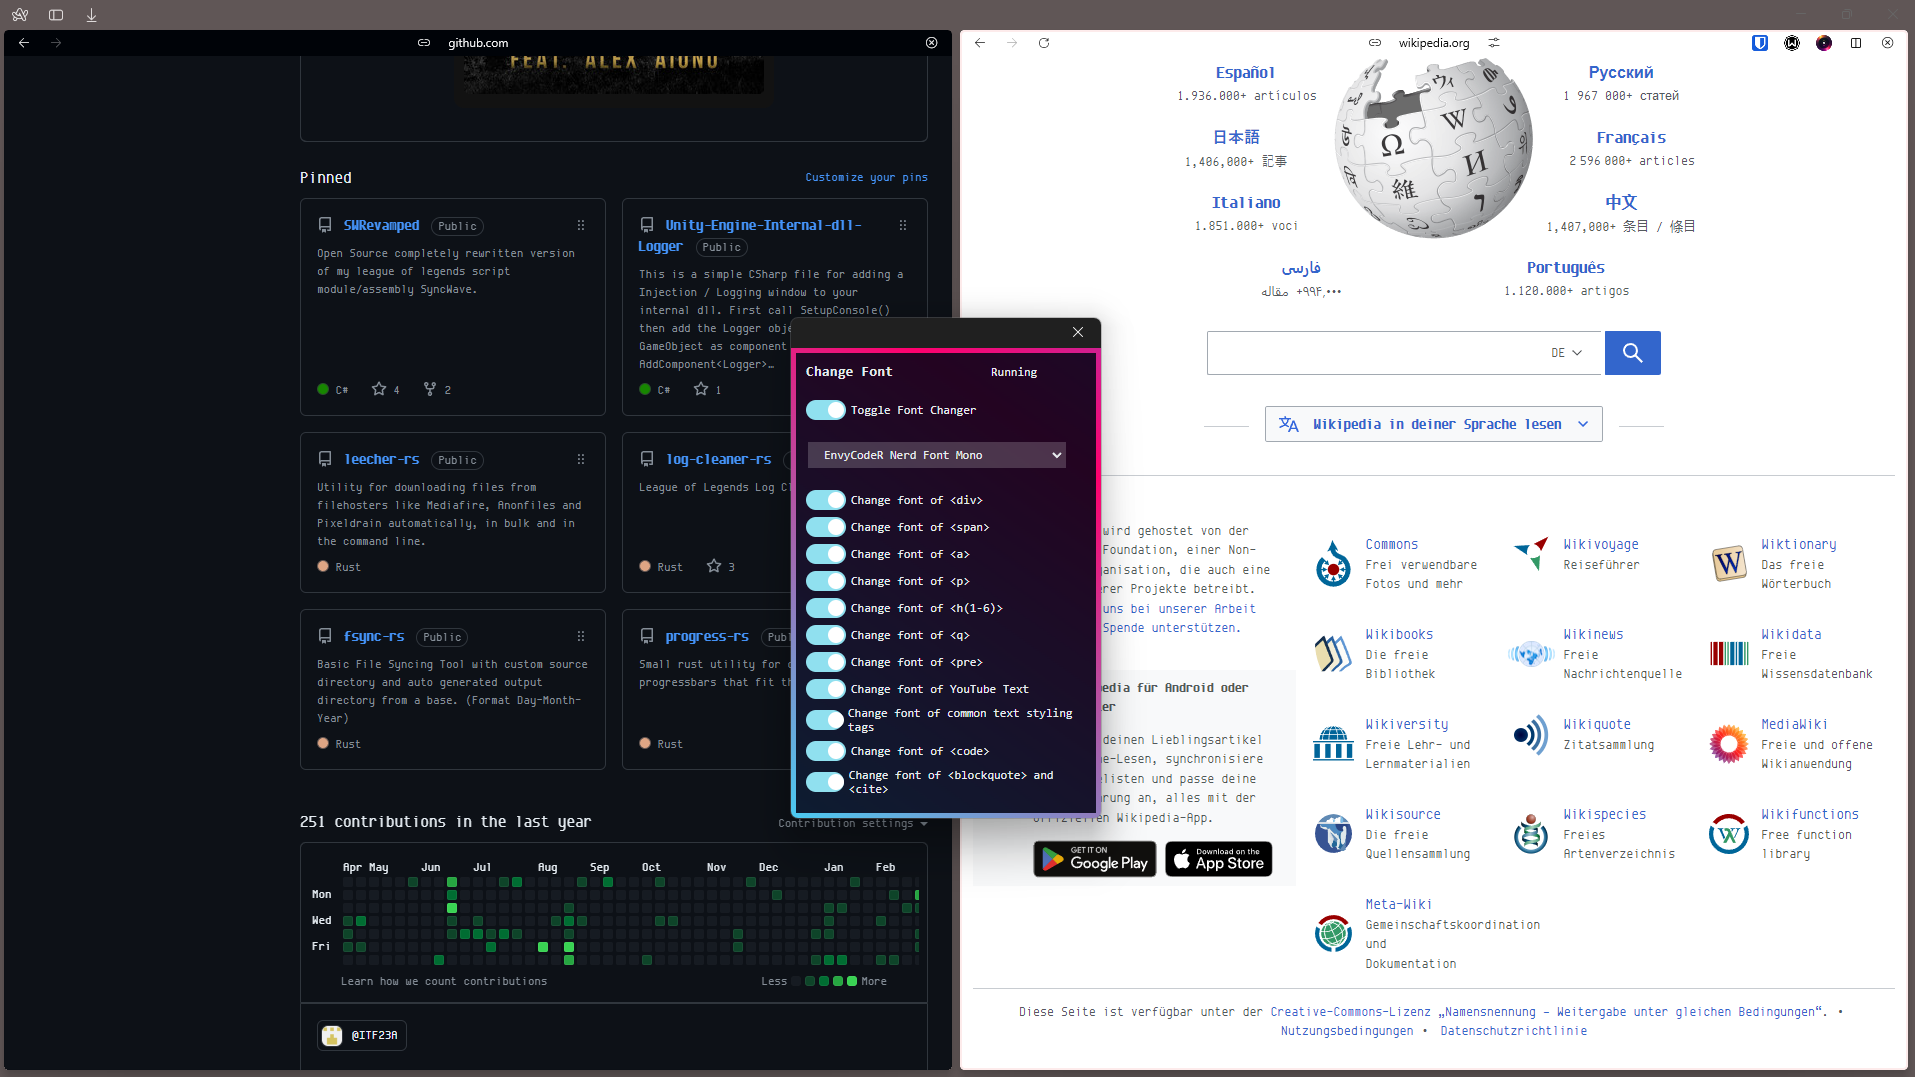 github.com
FEAT. ALEX AIONO
Pinned
Customize your pins
SWRevamped Public
Open Source completely rewritten version
of my league of legends script
module/assembly SyncWave.
C# 4 2
Unity-Engine-Internal-dll-
Logger Public
This is a simple CSharp file for adding a
Injection / Logging window to your
internal dll. First call SetupConsole()
then add the Logger obje
GameObject as component
AddComponent<Logger>…
C# 1
leecher-rs Public
Utility for downloading files from
filehosters like Mediafire, Anonfiles and
Pixeldrain automatically, in bulk and in
the command line.
Rust
log-cleaner-rs
League of Legends Log Cl
Rust 3
fsync-rs Public
Basic File Syncing Tool with custom source
directory and auto generated output
directory from a base. (Format Day-Month-
Year)
Rust
progress-rs Publ
Small rust utility for
progressbars that fit th
Rust
251 contributions in the last year
Contribution settings
Apr May Jun Jul Aug Sep Oct Nov Dec Jan Feb
Mon
Wed
Fri
Learn how we count contributions
Less More
@ITF23A
Change Font
Running
Toggle Font Changer
EnvyCodeR Nerd Font Mono
Change font of <div>
Change font of <span>
Change font of <a>
Change font of <p>
Change font of <h(1-6)>
Change font of <q>
Change font of <pre>
Change font of YouTube Text
Change font of common text styling
tags
Change font of <code>
Change font of <blockquote> and
<cite>
wikipedia.org
Español
1.936.000+ artículos
Русский
1 967 000+ статей
日本語
1,406,000+ 記事
Français
2 596 000+ articles
Italiano
1.851.000+ voci
中文
1,407,000+ 条目 / 條目
فارسی
۹۹۴٬۰۰۰+ مقاله
Português
1.120.000+ artigos
Ω W И 維
DE
Wikipedia in deiner Sprache lesen
wird gehostet von der
Foundation, einer Non-
ganisation, die auch eine
erer Projekte betreibt.
uns bei unserer Arbeit
Spende unterstützen.
pedia für Android oder
er
deinen Lieblingsartikel
ne-Lesen, synchronisiere
elisten und passe deine
hrung an, alles mit der
offiziellen Wikipedia-App.
GET IT ON
Google Play
Download on the
App Store
Commons
Frei verwendbare
Fotos und mehr
Wikivoyage
Reiseführer
Wiktionary
Das freie
Wörterbuch
Wikibooks
Die freie
Bibliothek
Wikinews
Freie
Nachrichtenquelle
Wikidata
Freie
Wissensdatenbank
Wikiversity
Freie Lehr- und
Lernmaterialien
Wikiquote
Zitatsammlung
MediaWiki
Freie und offene
Wikianwendung
Wikisource
Die freie
Quellensammlung
Wikispecies
Freies
Artenverzeichnis
Wikifunctions
Free function
library
Meta-Wiki
Gemeinschaftskoordination
und
Dokumentation
Diese Seite ist verfügbar unter der Creative-Commons-Lizenz „Namensnennung – Weitergabe unter gleichen Bedingungen“. •
Nutzungsbedingungen • Datenschutzrichtlinie